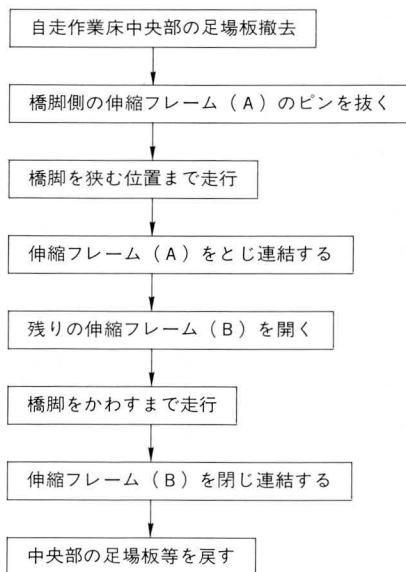 自走作業床中央部の足場板撤去
橋脚側の伸縮フレーム(A)のピンを抜く
橋脚を狭む位置まで走行
伸縮フレーム(A)をとじ連結する
残りの伸縮フレーム(B)を開く
橋脚をかわすまで走行
伸縮フレーム(B)を閉じ連結する
中央部の足場板等を戻す